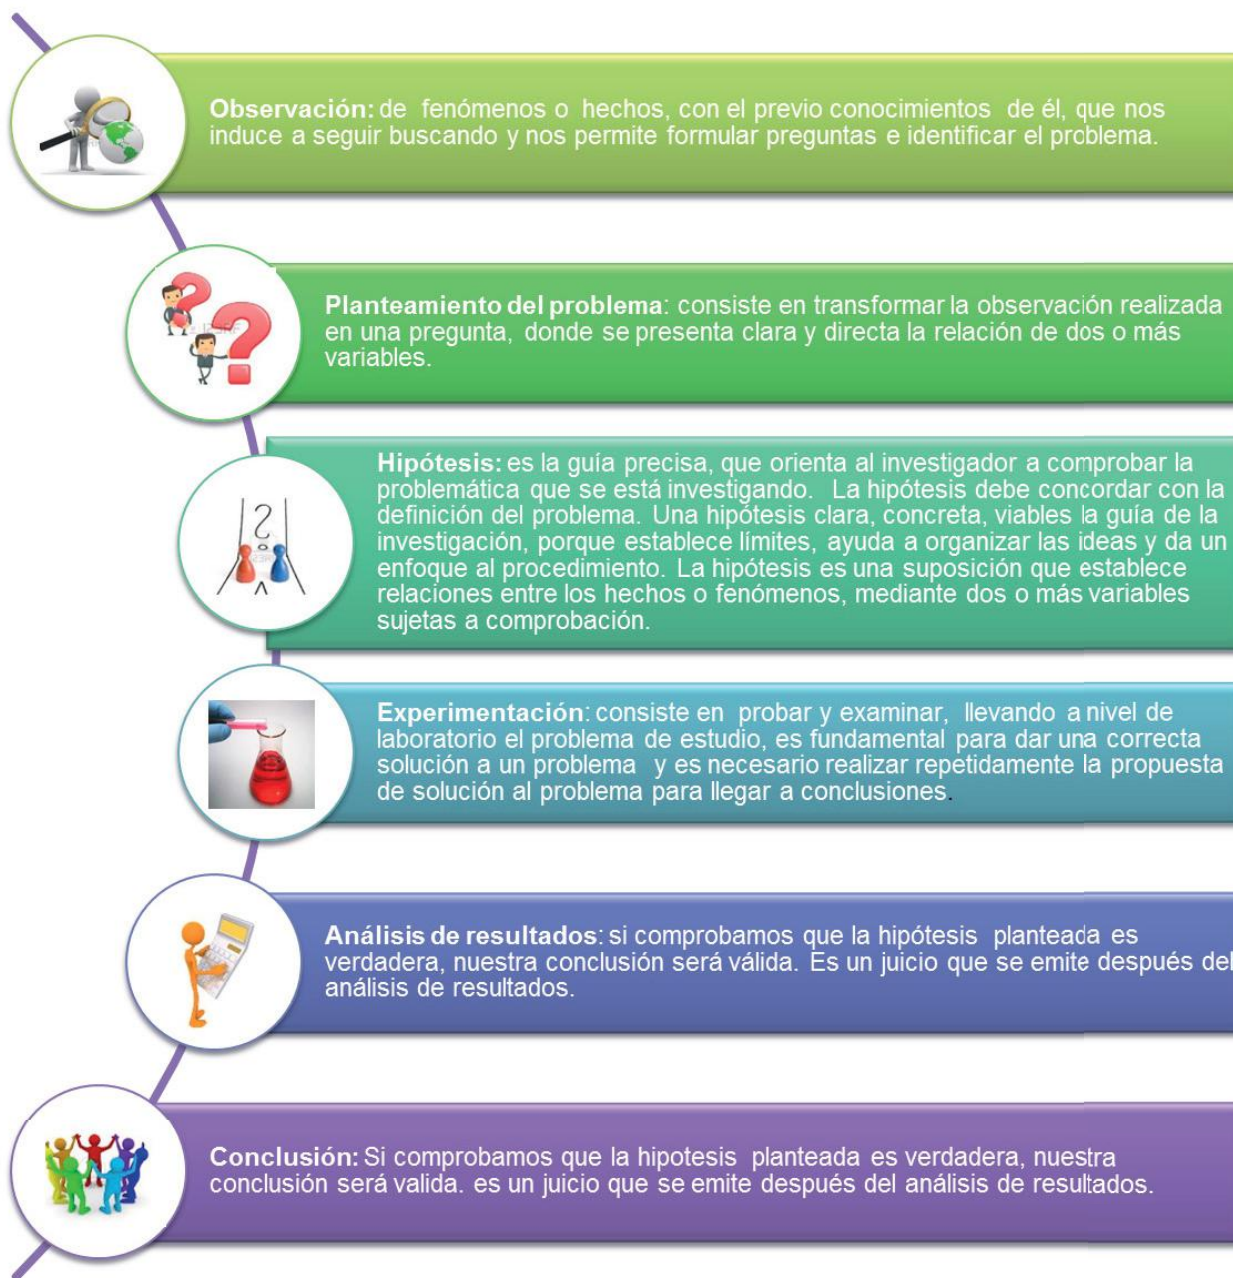 Observación: de fenómenos o hechos, con el previo conocimientos de él, que nos
induce a seguir buscando y nos permite formular preguntas e identificar el problema.
Planteamiento del problema: consiste en transformar la observación realizada
en una pregunta, donde se presenta clara y directa la relación de dos o más
variables.
Hipótesis: es la guía precisa, que orienta al investigador a comprobar la
problemática que se está investigando. La hipótesis debe concordar con la
definición del problema. Una hipótesis clara, concreta, viables la guía de la
investigación, porque establece límites, ayuda a organizar las ideas y da un
enfoque al procedimiento. La hipótesis es una suposición que establece
relaciones entre los hechos o fenómenos, mediante dos o más variables
sujetas a comprobación.
Experimentación: consiste en probar y examinar, llevando a nivel de
laboratorio el problema de estudio, es fundamental para dar una correcta
solución a un problema y es necesario realizar repetidamente la propuesta
de solución al problema para llegar a conclusiones.
Análisis de resultados: si comprobamos que la hipótesis planteada es
verdadera, nuestra conclusión será válida. Es un juicio que se emite después del
análisis de resultados.
Conclusión: Si comprobamos que la hipotesis planteada es verdadera, nuestra
conclusión será valida. es un juicio que se emite después del análisis de resultados.